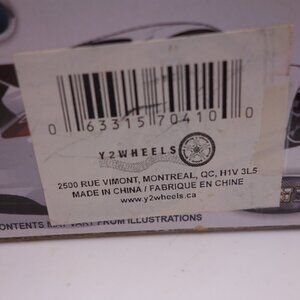 0 63315 70410 0
Y2WHEELS
2500 RUE VIMONT, MONTREAL, QC, H1V 3L5
MADE IN CHINA / FABRIQUE EN CHINE
www.y2wheels.ca
CONTENTS MAY VARY FROM ILLUSTRATIONS